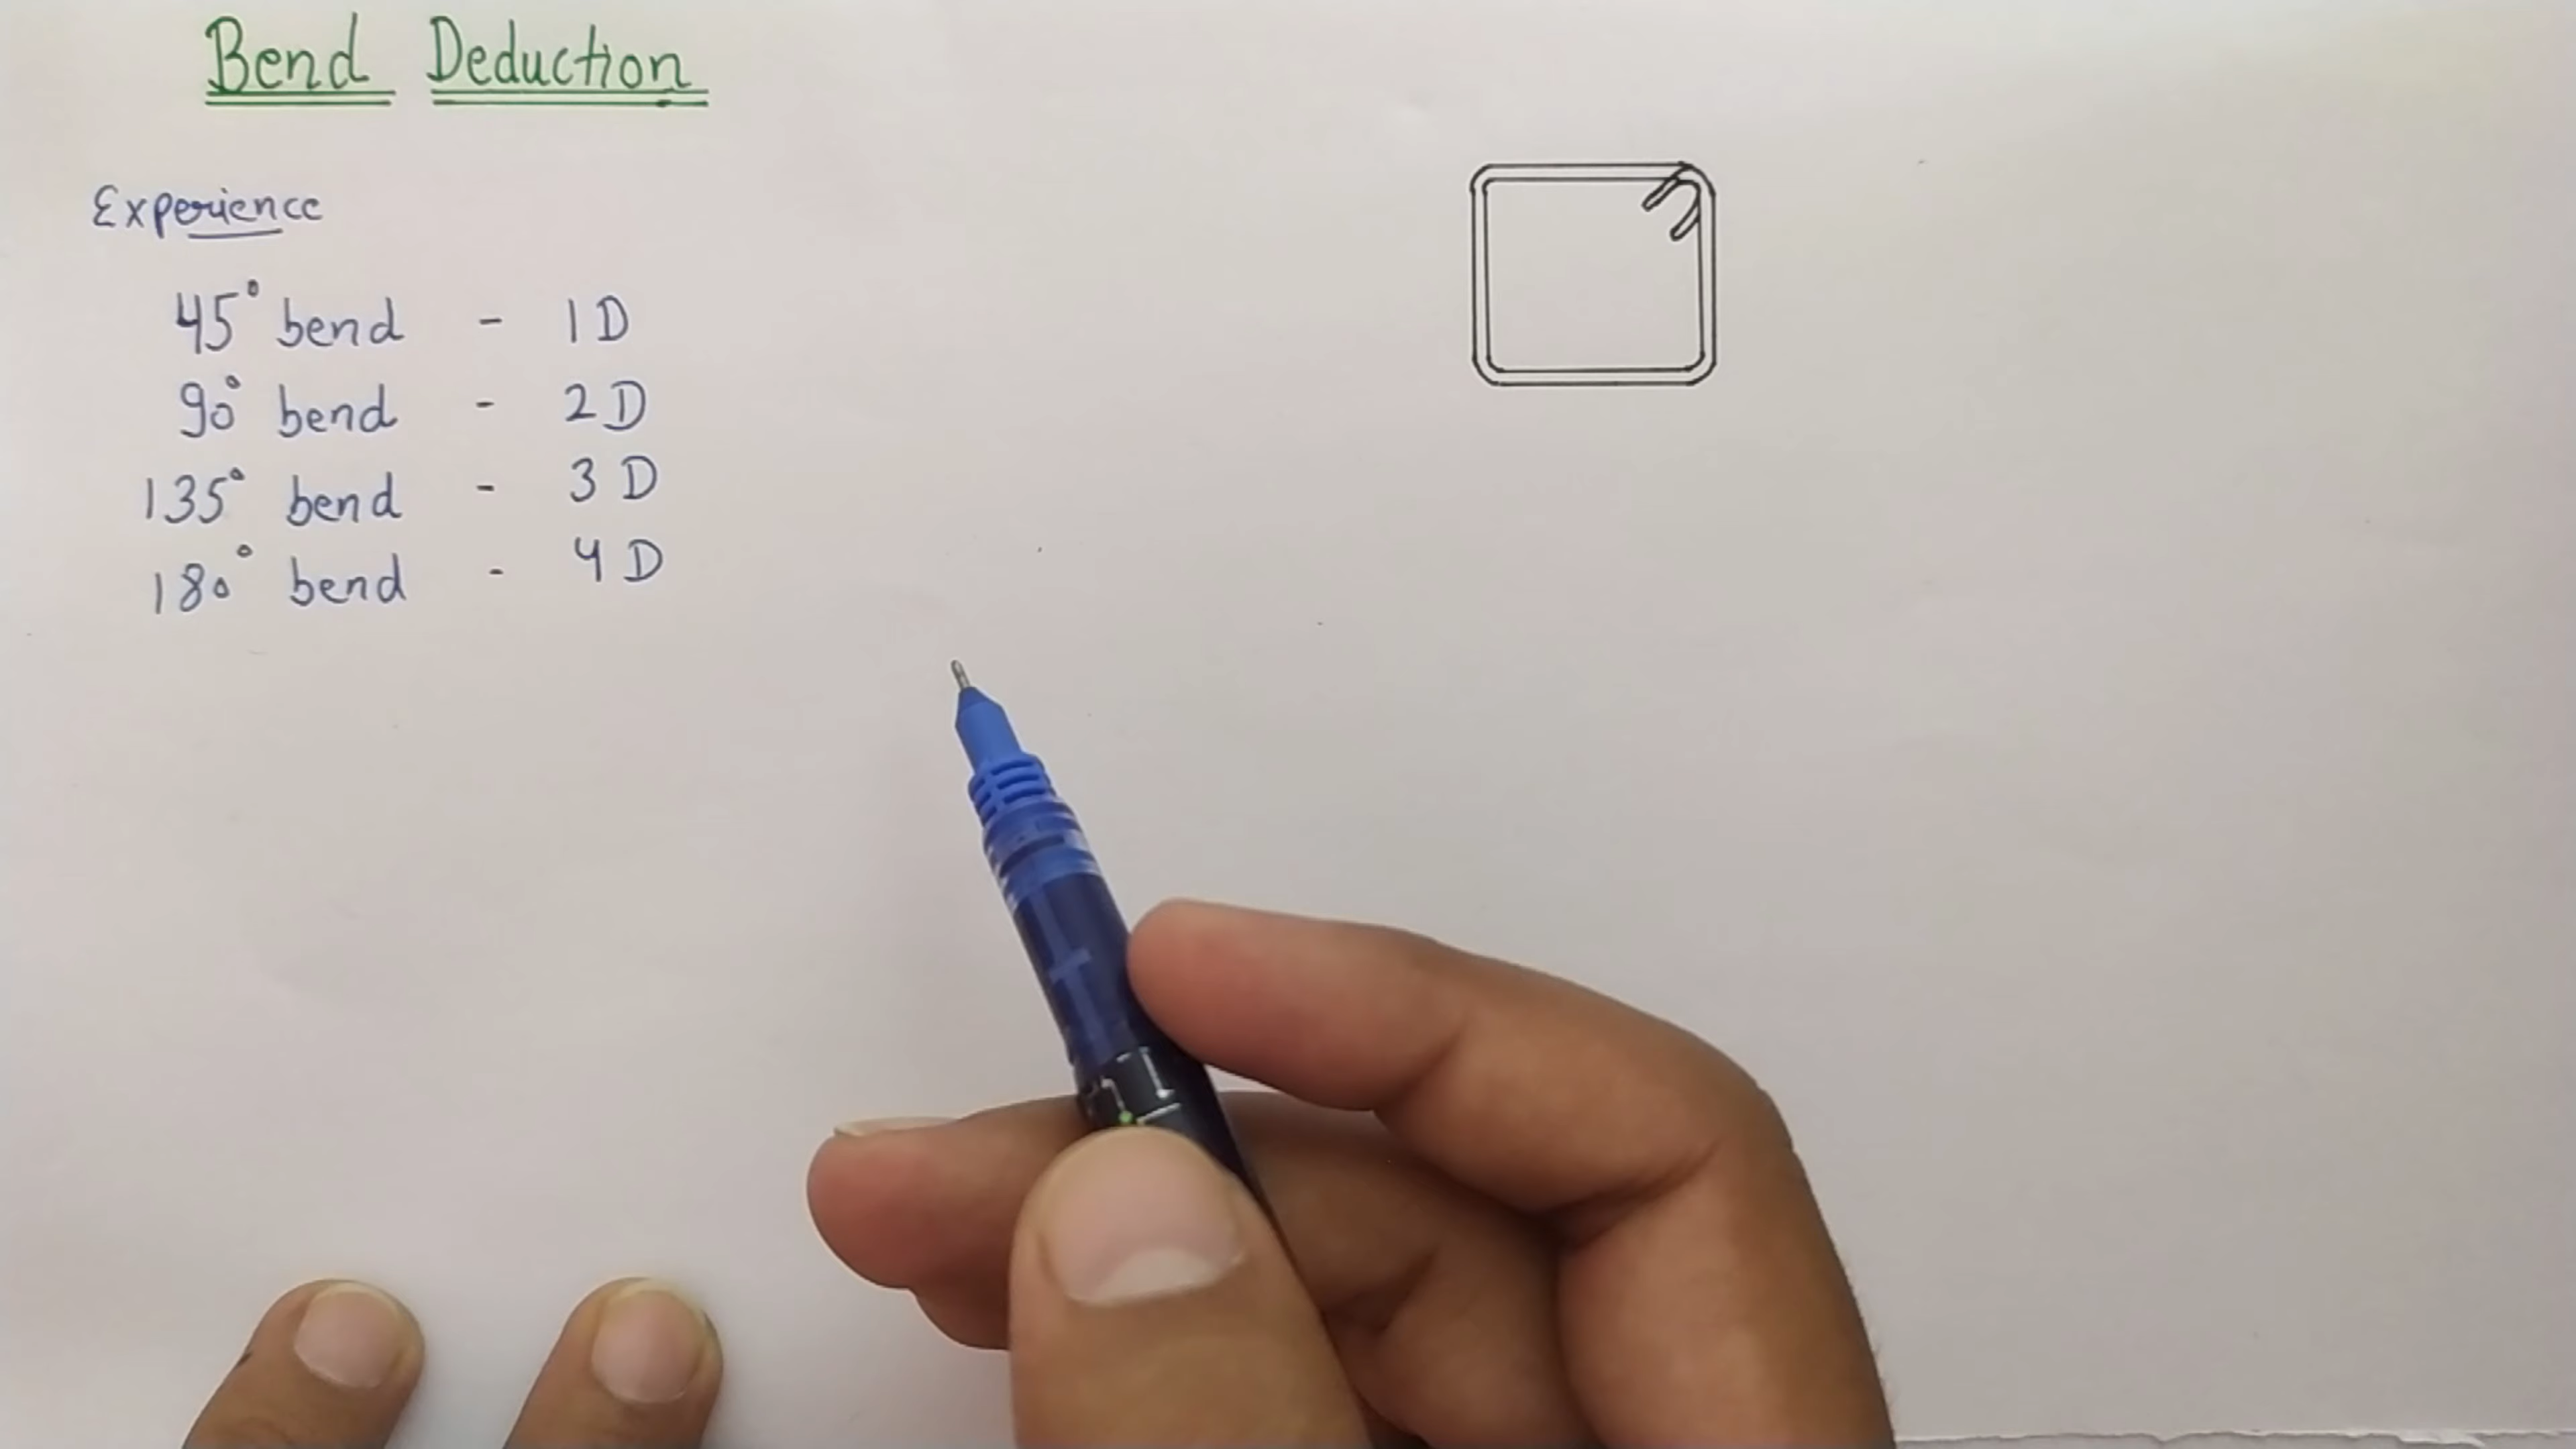 Bend Deduction
Experience
45° bend - 1D
90° bend - 2D
135° bend - 3D
180° bend - 4D